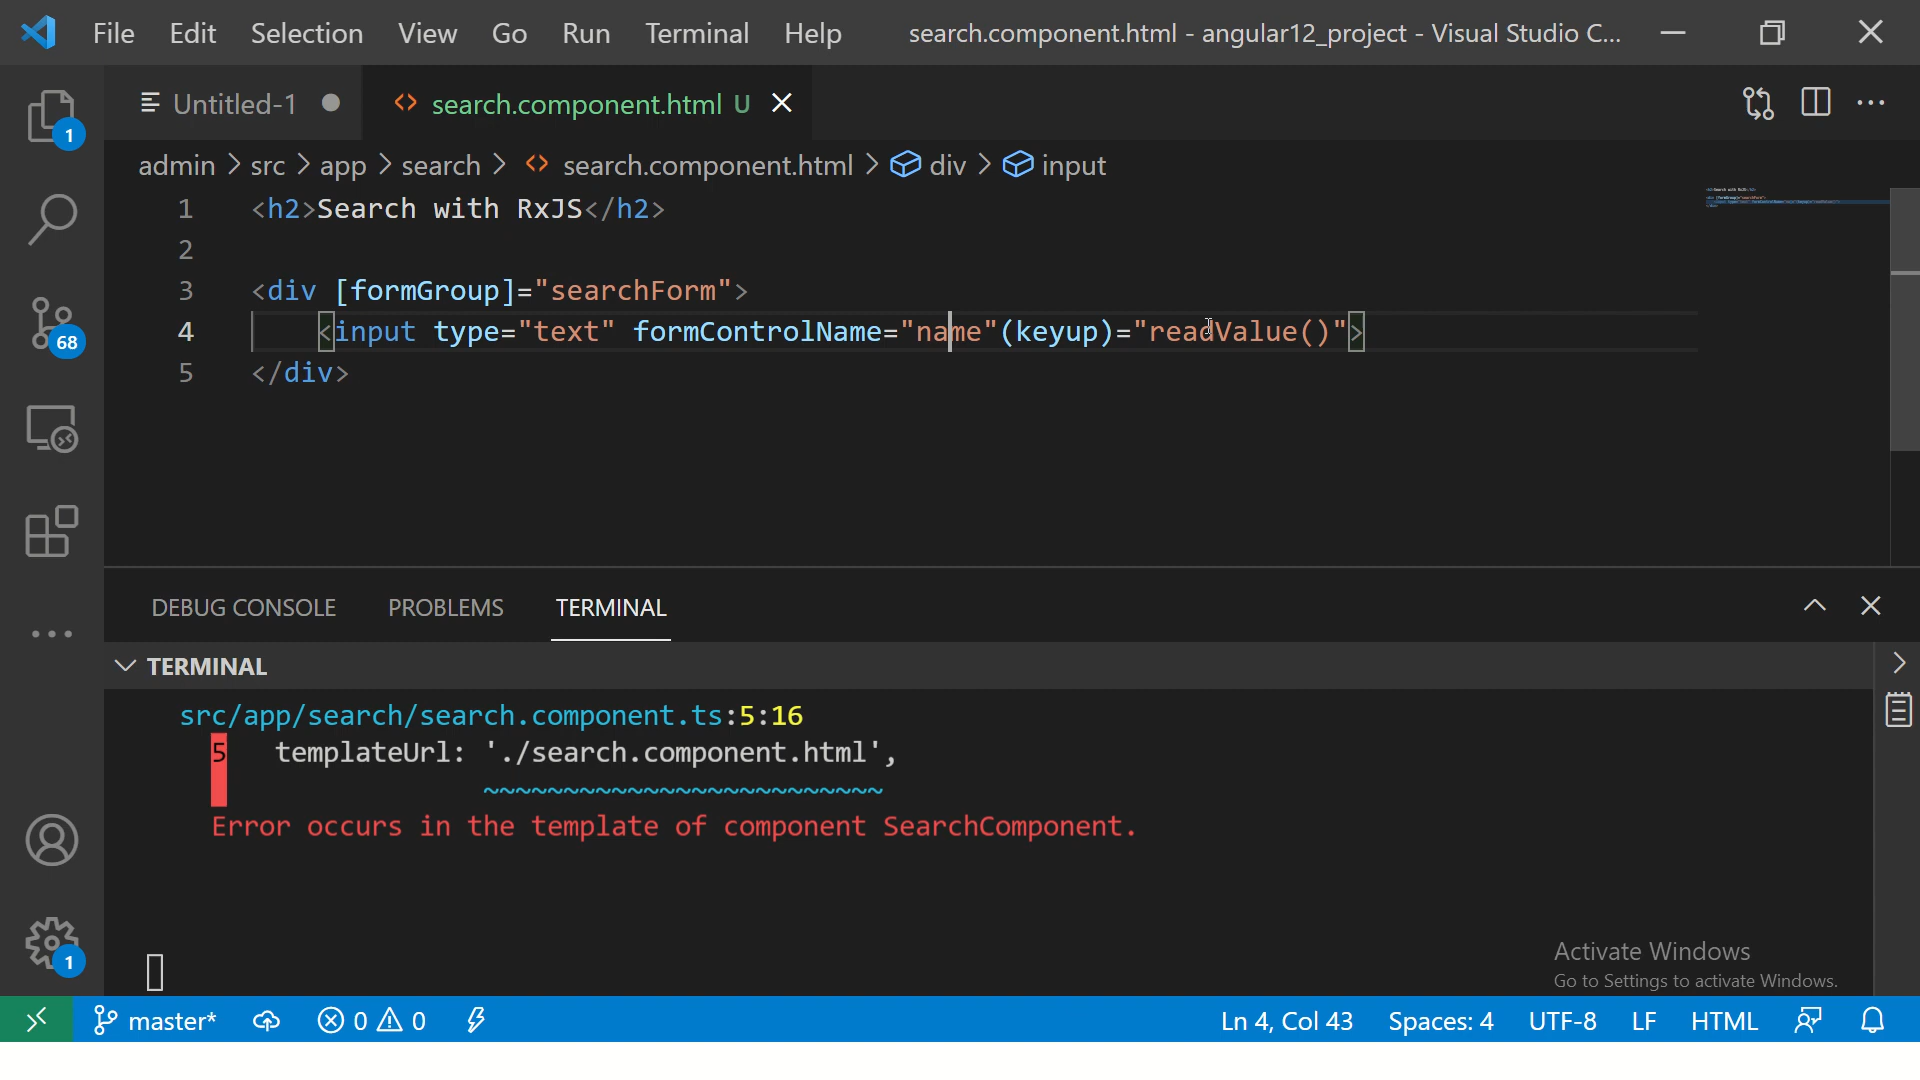 File Edit Selection View Go Run Terminal Help search.component.html - angular12_project - Visual Studio C...
Untitled-1 search.component.html U
admin > src > app > search > search.component.html > div > input
1 <h2>Search with RxJS</h2>
2
3 <div [formGroup]="searchForm">
4 <input type="text" formControlName="name"(keyup)="readValue()">
5 </div>
DEBUG CONSOLE PROBLEMS TERMINAL
TERMINAL
src/app/search/search.component.ts:5:16
5 templateUrl: './search.component.html',
~~~~~~~~~~~~~~~~~~~~~~~~~
Error occurs in the template of component SearchComponent.
1
68
1
Activate Windows
Go to Settings to activate Windows.
master* 0 0 Ln 4, Col 43 Spaces: 4 UTF-8 LF HTML